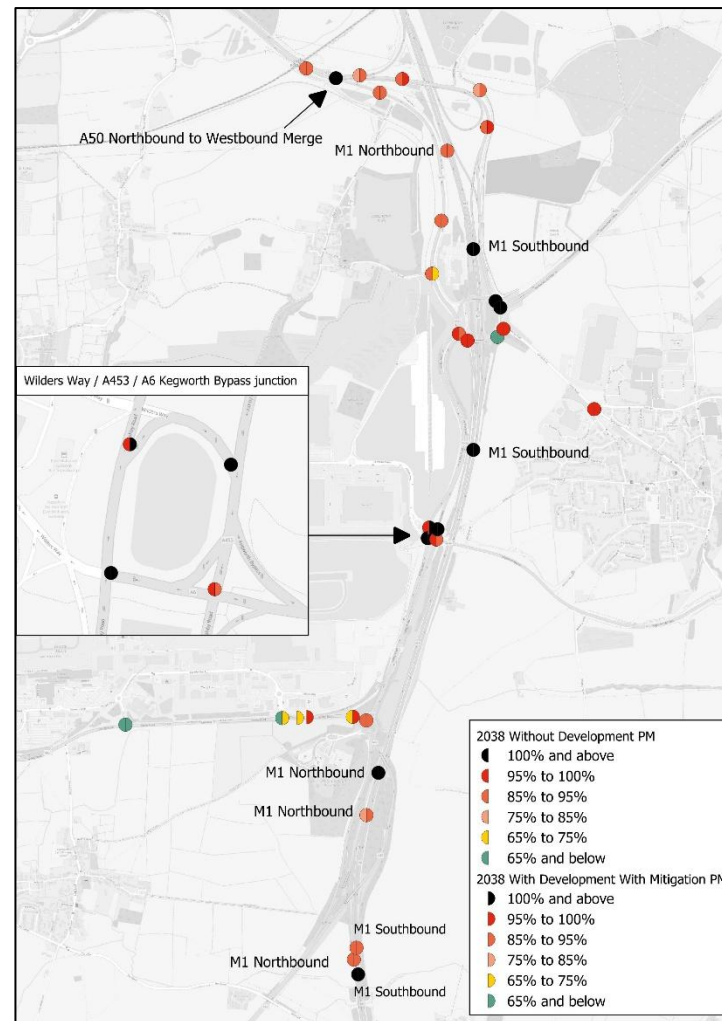 A50 Northbound to Westbound Merge
M1 Northbound
M1 Southbound
Wilders Way / A453 / A6 Kegworth Bypass junction
M1 Southbound
Wilders Way
A453
M1 Northbound
M1 Northbound
M1 Southbound
M1 Northbound
M1 Southbound
2038 Without Development PM
100% and above
95% to 100%
85% to 95%
75% to 85%
65% to 75%
65% and below
2038 With Development With Mitigation PM
100% and above
95% to 100%
85% to 95%
75% to 85%
65% to 75%
65% and below